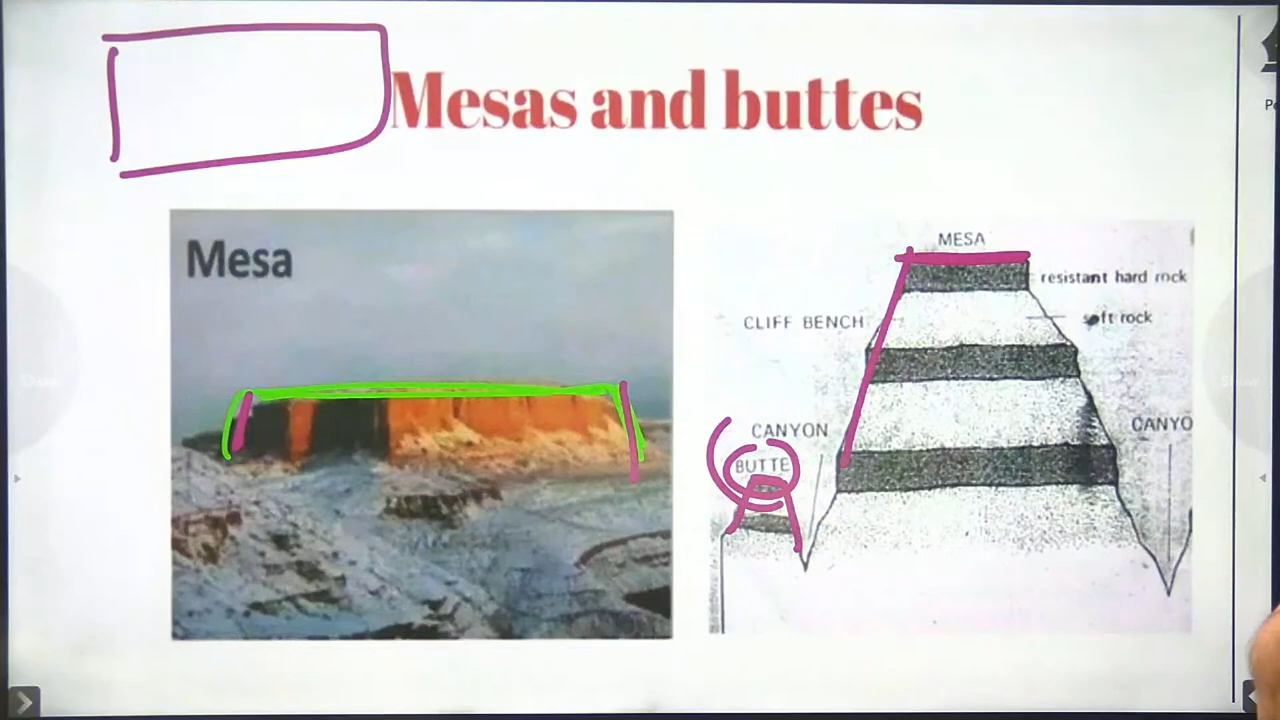 Mesas and buttes
Mesa
MESA
resistant hard rock
CLIFF BENCH
soft rock
CANYON
CANYO
BUTTE